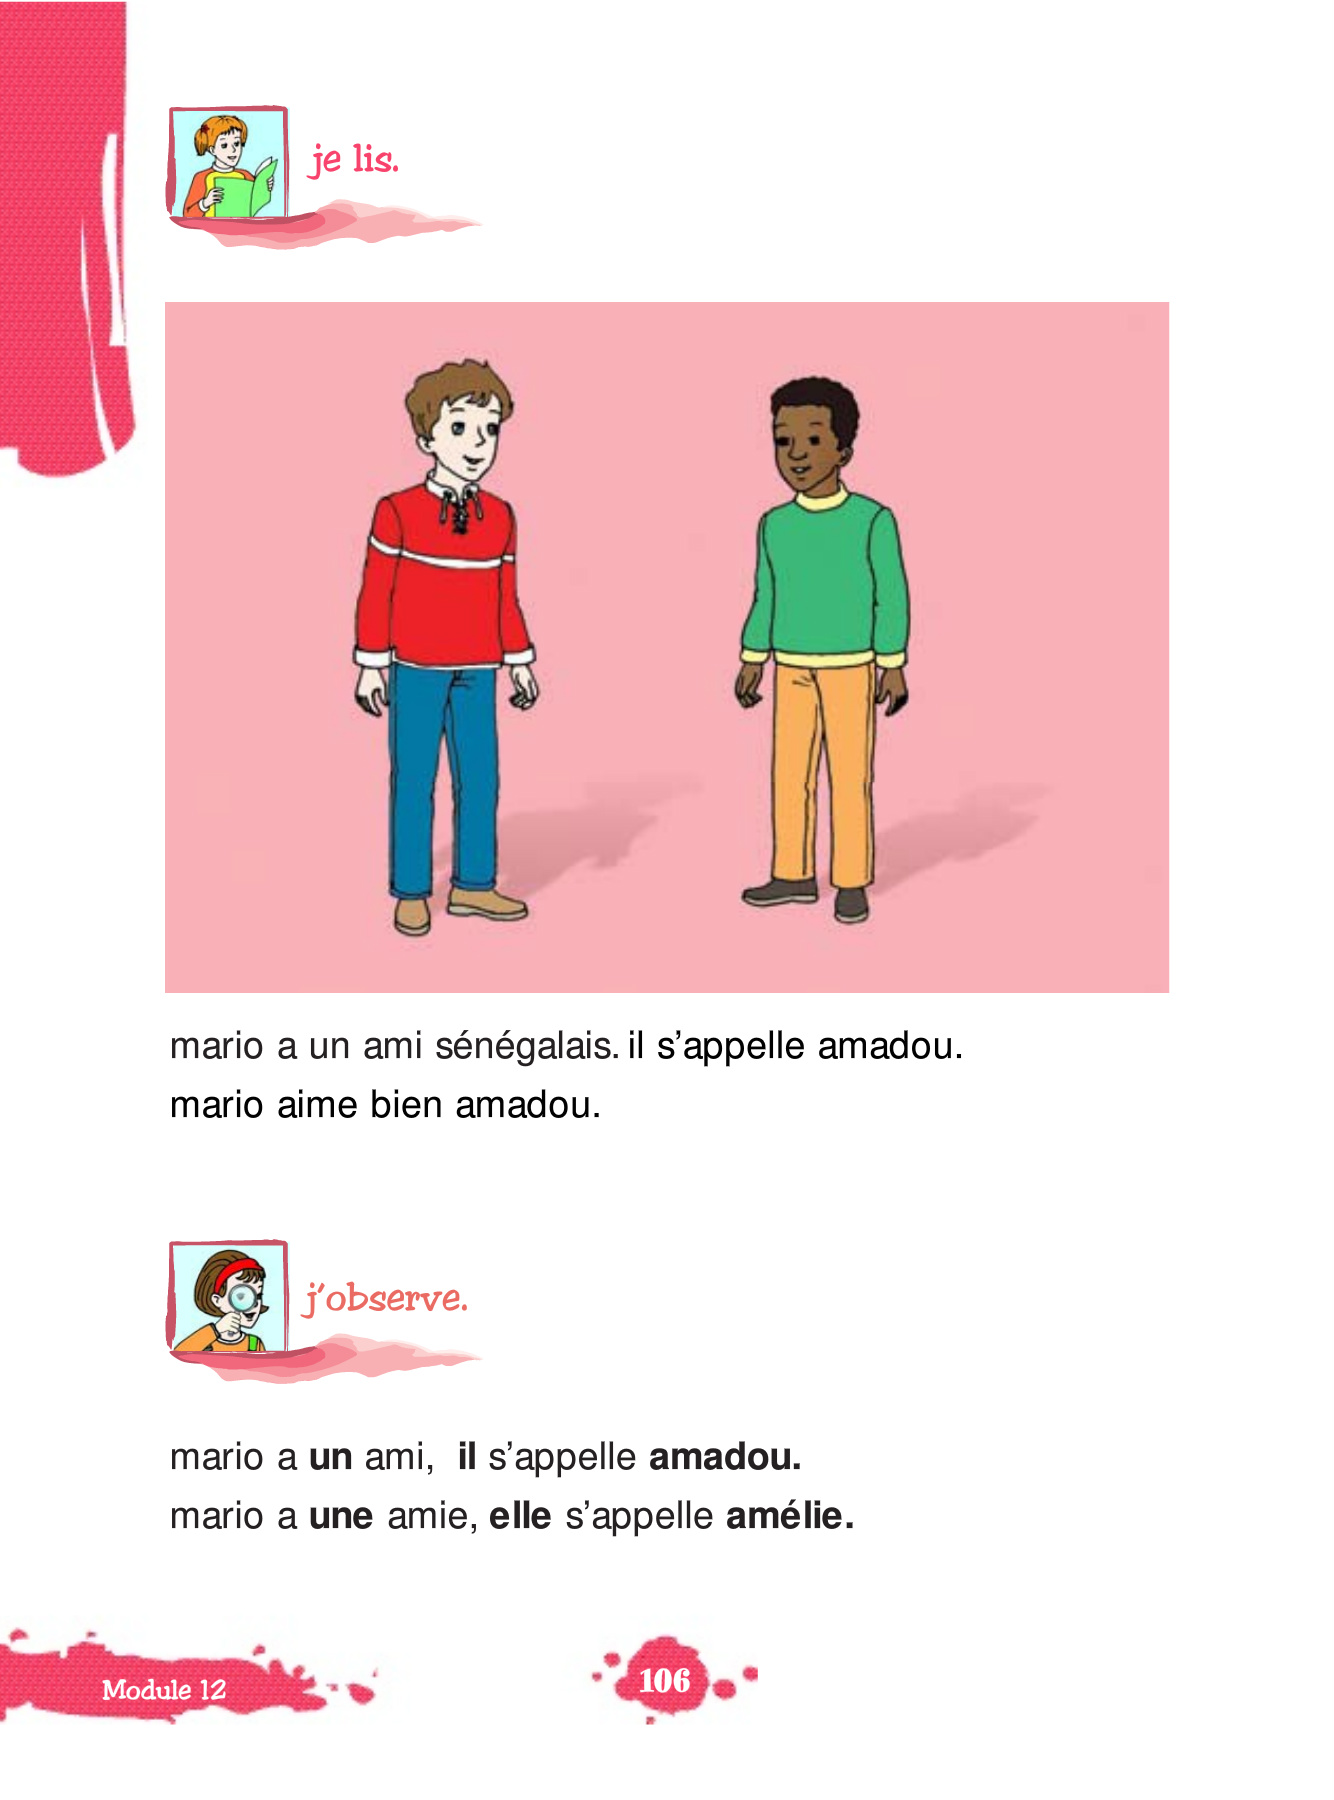 je lis.
mario a un ami sénégalais. il s’appelle amadou.
mario aime bien amadou.
j’observe.
mario a un ami, il s’appelle amadou.
mario a une amie, elle s’appelle amélie.
Module 12
106